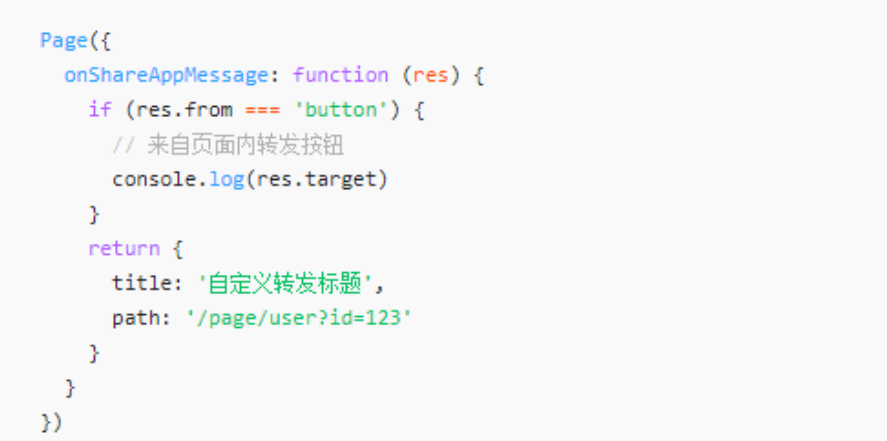 Page({
  onShareAppMessage: function (res) {
    if (res.from === 'button') {
      // 来自页面内转发按钮
      console.log(res.target)
    }
    return {
      title: '自定义转发标题',
      path: '/page/user?id=123'
    }
  }
})